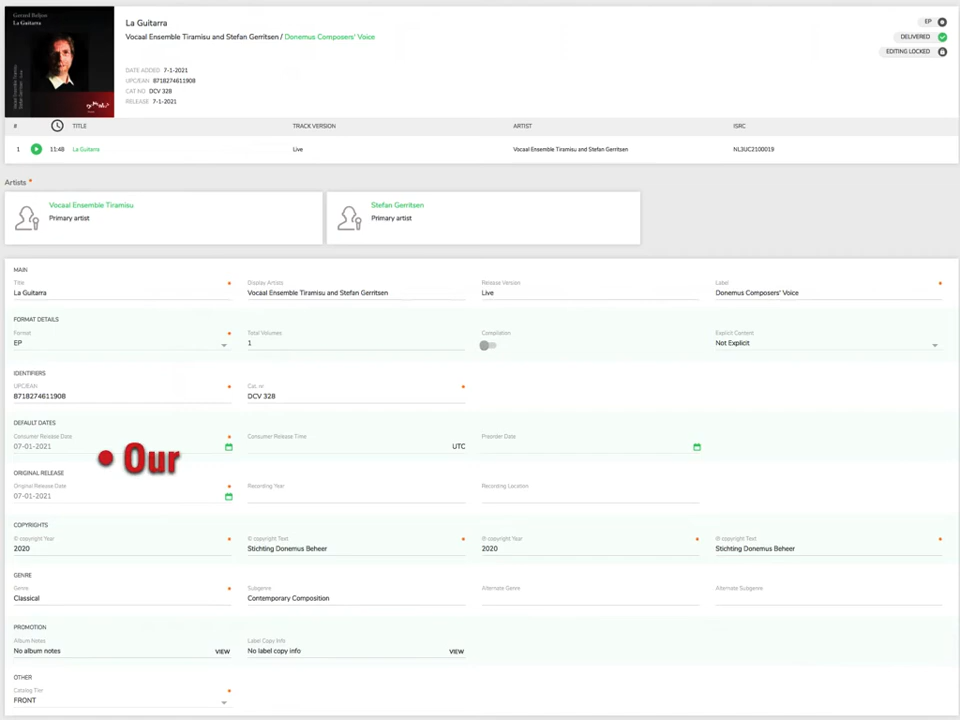 Gerard Beljon
La Guitarra
La Guitarra
EP
Vocaal Ensemble Tiramisu and Stefan Gerritsen / Donemus Composers' Voice
DELIVERED
EDITING LOCKED
DATE ADDED 7-1-2021
UPC/EAN 8718274611908
CAT NO DCV 328
RELEASE 7-1-2021
# TITLE TRACK VERSION ARTIST ISRC
1 11:48 La Guitarra Live Vocaal Ensemble Tiramisu and Stefan Gerritsen NL3UC2100019
Artists *
Vocaal Ensemble Tiramisu
Primary artist
Stefan Gerritsen
Primary artist
MAIN
Title Display Artists Release Version Label
La Guitarra Vocaal Ensemble Tiramisu and Stefan Gerritsen Live Donemus Composers' Voice
FORMAT DETAILS
Format Total Volumes Compilation Explicit Content
EP 1 Not Explicit
IDENTIFIERS
UPC/EAN Cat. nr
8718274611908 DCV 328
DEFAULT DATES
Consumer Release Date Consumer Release Time Preorder Date
07-01-2021 UTC
• Our
ORIGINAL RELEASE
Original Release Date Recording Year Recording Location
07-01-2021
COPYRIGHTS
© copyright Year © copyright Text ℗ copyright Year ℗ copyright Text
2020 Stichting Donemus Beheer 2020 Stichting Donemus Beheer
GENRE
Genre Subgenre Alternate Genre Alternate Subgenre
Classical Contemporary Composition
PROMOTION
Album Notes Label Copy Info
No album notes VIEW No label copy info VIEW
OTHER
Catalog Tier
FRONT